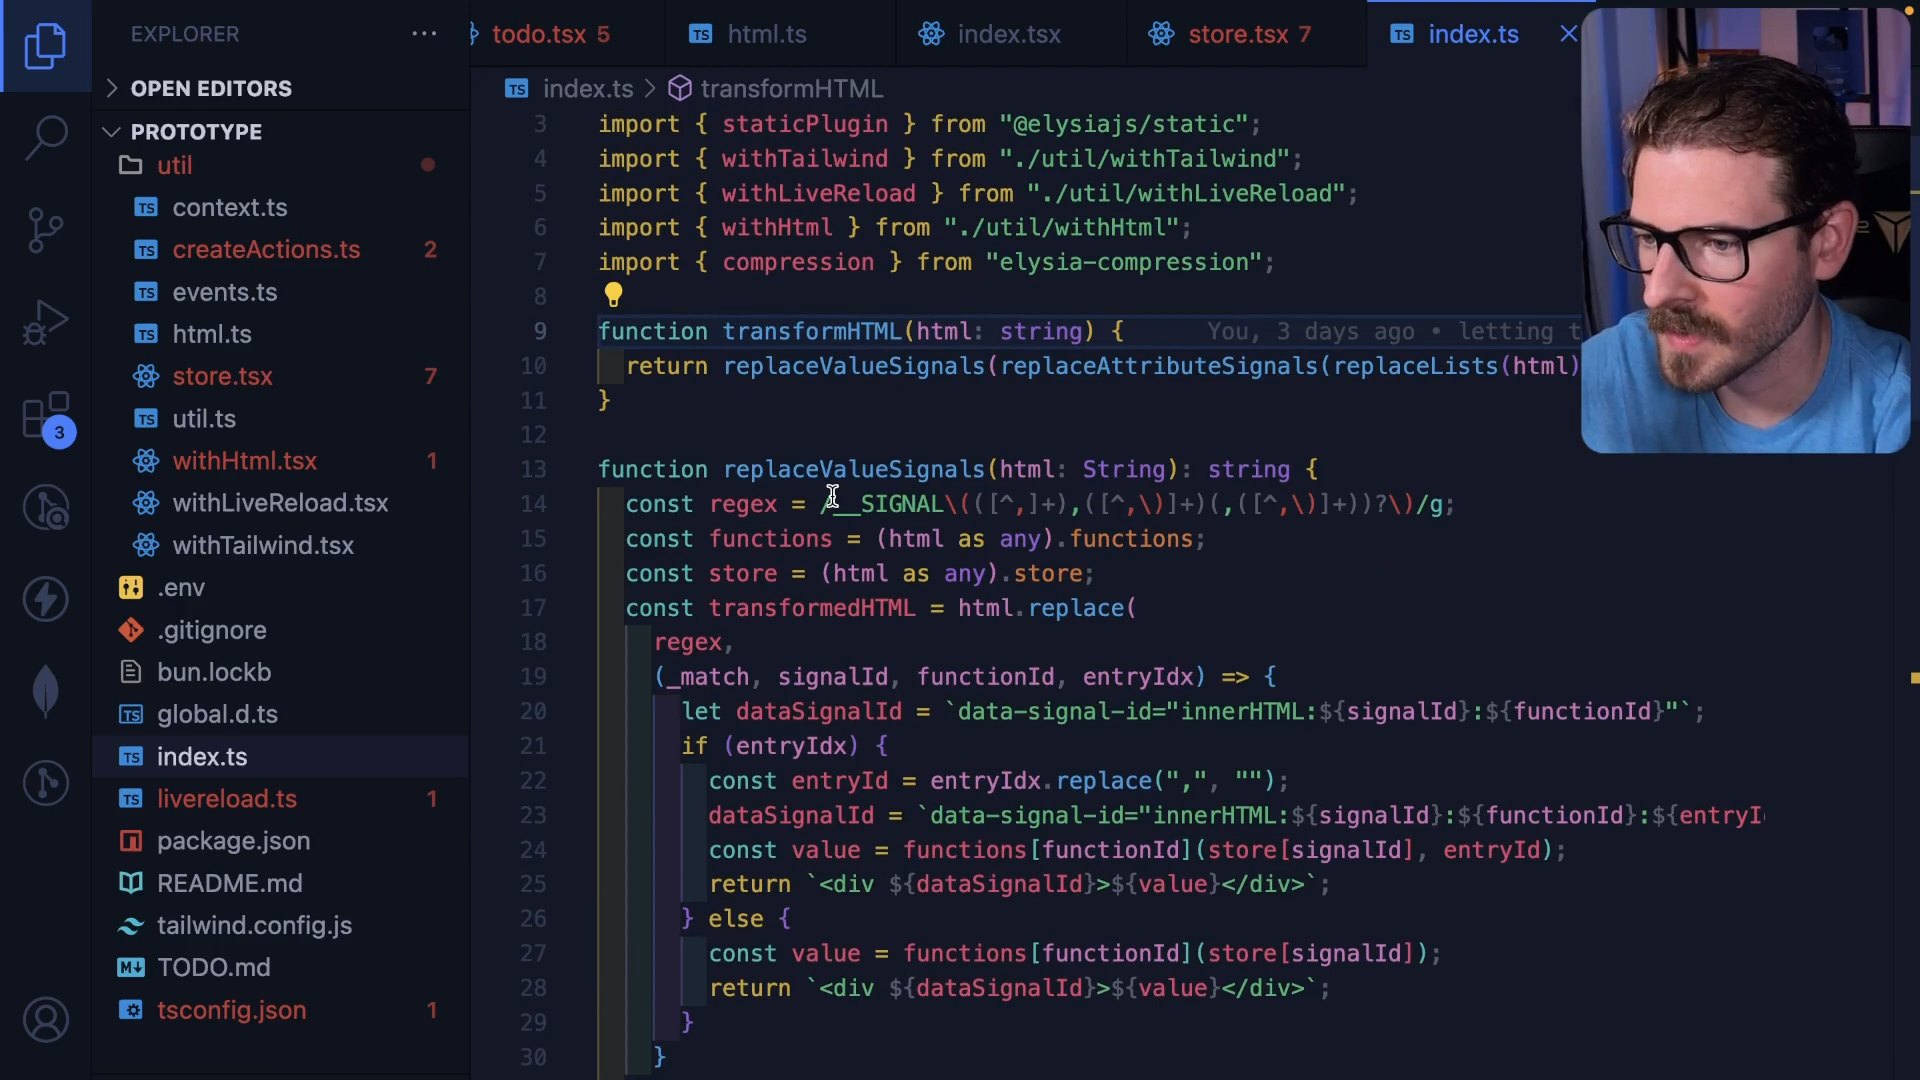 EXPLORER
OPEN EDITORS
PROTOTYPE
util
context.ts
createActions.ts 2
events.ts
html.ts
store.tsx 7
util.ts
withHtml.tsx 1
withLiveReload.tsx
withTailwind.tsx
.env
.gitignore
bun.lockb
global.d.ts
index.ts
livereload.ts 1
package.json
README.md
tailwind.config.js
TODO.md
tsconfig.json 1
3
todo.tsx 5
html.ts
index.tsx
store.tsx 7
index.ts
index.ts > transformHTML
3 import { staticPlugin } from "@elysiajs/static";
4 import { withTailwind } from "./util/withTailwind";
5 import { withLiveReload } from "./util/withLiveReload";
6 import { withHtml } from "./util/withHtml";
7 import { compression } from "elysia-compression";
8
9 function transformHTML(html: string) { You, 3 days ago • letting t
10 return replaceValueSignals(replaceAttributeSignals(replaceLists(html)
11 }
12
13 function replaceValueSignals(html: String): string {
14 const regex = /__SIGNAL\(([^,]+),([^,\)]+)(,([^,\)]+))?\)/g;
15 const functions = (html as any).functions;
16 const store = (html as any).store;
17 const transformedHTML = html.replace(
18 regex,
19 (_match, signalId, functionId, entryIdx) => {
20 let dataSignalId = `data-signal-id="innerHTML:${signalId}:${functionId}"`;
21 if (entryIdx) {
22 const entryId = entryIdx.replace(",", "");
23 dataSignalId = `data-signal-id="innerHTML:${signalId}:${functionId}:${entryI
24 const value = functions[functionId](store[signalId], entryId);
25 return `<div ${dataSignalId}>${value}</div>`;
26 } else {
27 const value = functions[functionId](store[signalId]);
28 return `<div ${dataSignalId}>${value}</div>`;
29 }
30 }